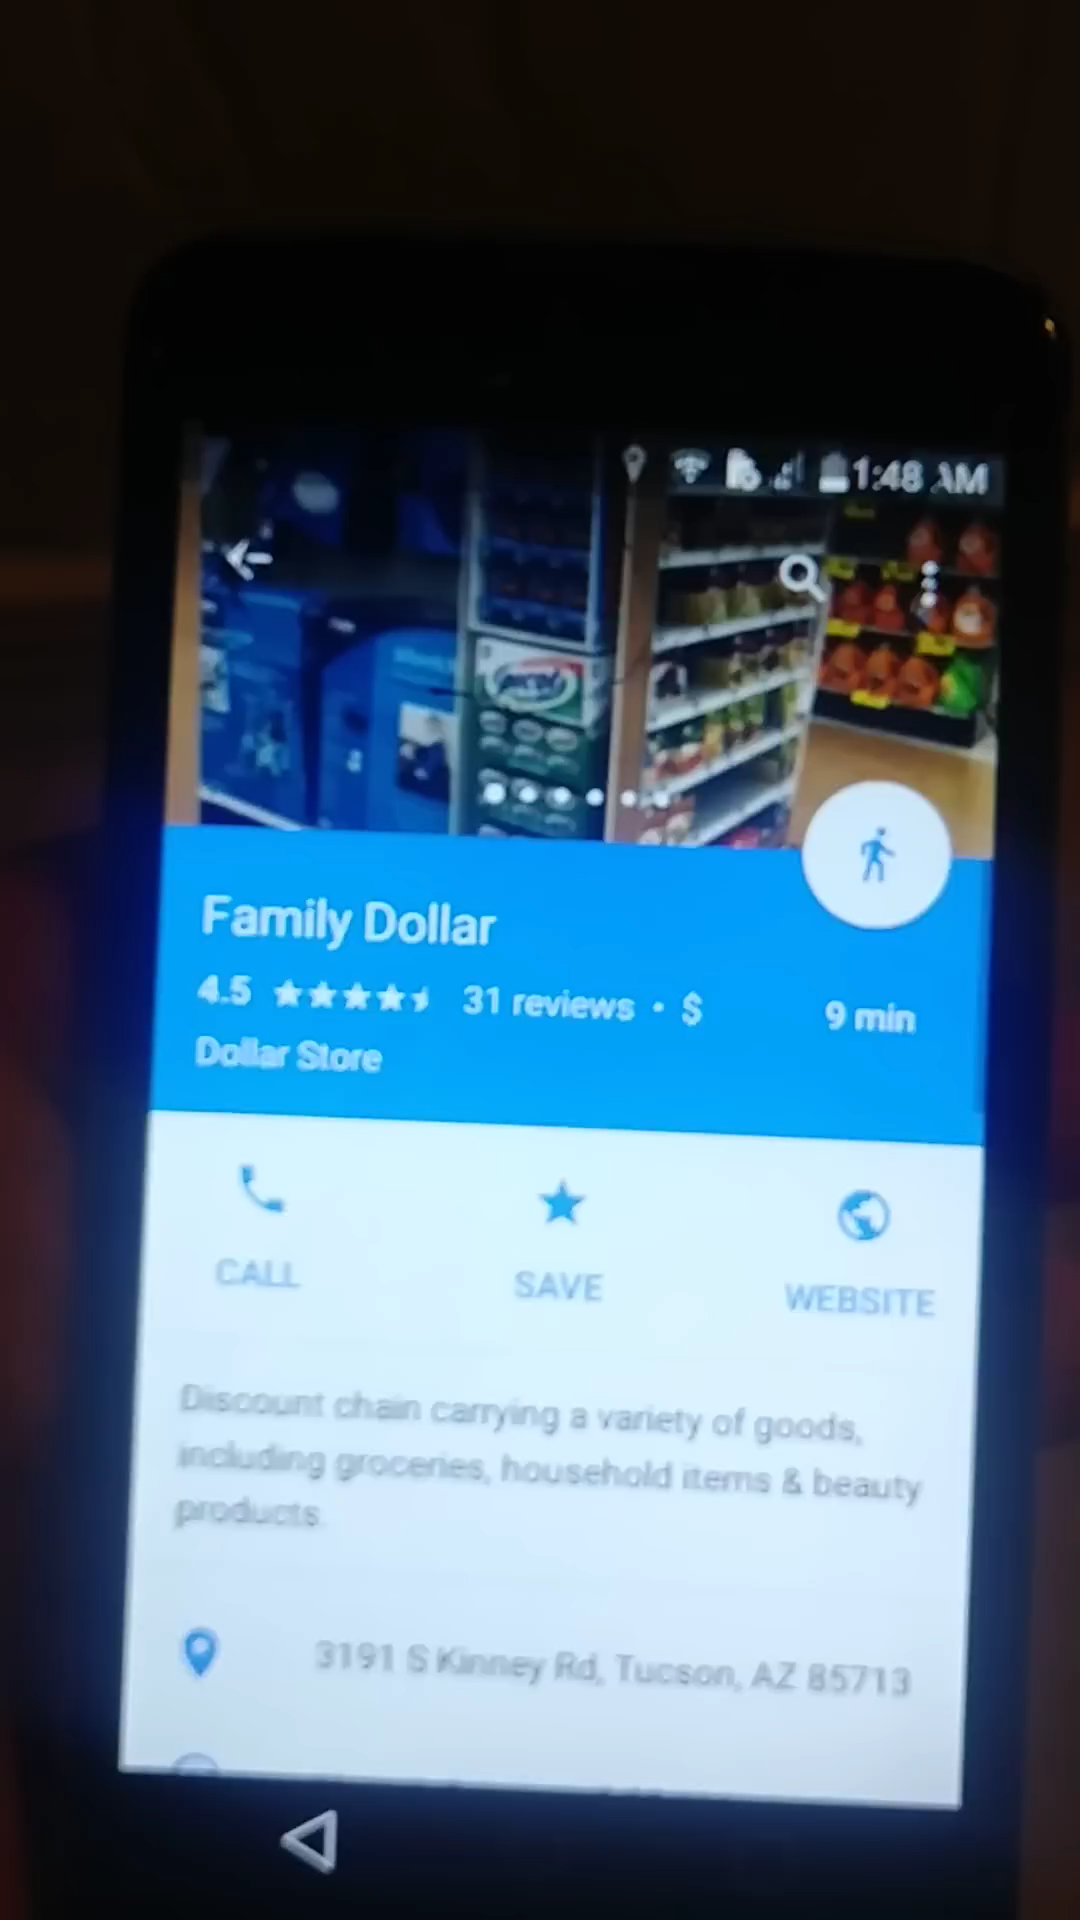 1:48 AM
Family Dollar
4.5 31 reviews · $ 9 min
Dollar Store
CALL SAVE WEBSITE
Discount chain carrying a variety of goods,
including groceries, household items & beauty
products.
3191 S Kinney Rd, Tucson, AZ 85713